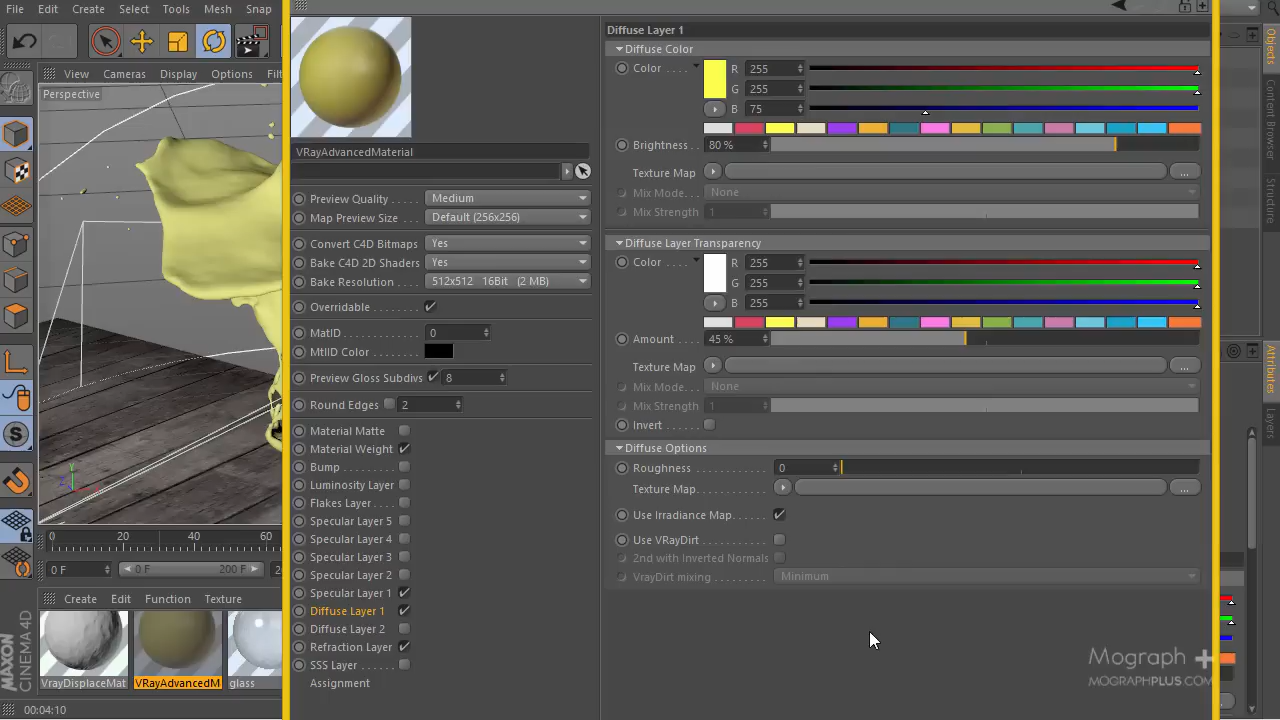 File Edit Create Select Tools Mesh Snap
View Cameras Display Options Filt
Perspective
VRayAdvancedMaterial
Preview Quality Medium
Map Preview Size Default (256x256)
Convert C4D Bitmaps Yes
Bake C4D 2D Shaders Yes
Bake Resolution 512x512 16Bit (2 MB)
Overridable
MatID 0
MtlID Color
Preview Gloss Subdivs 8
Round Edges 2
Material Matte
Material Weight
Bump
Luminosity Layer
Flakes Layer
Specular Layer 5
Specular Layer 4
Specular Layer 3
Specular Layer 2
Specular Layer 1
Diffuse Layer 1
Diffuse Layer 2
Refraction Layer
SSS Layer
Assignment
Diffuse Layer 1
Diffuse Color
Color R 255
G 255
B 75
Brightness 80 %
Texture Map ...
Mix Mode. None
Mix Strength 1
Diffuse Layer Transparency
Color R 255
G 255
B 255
Amount 45 %
Texture Map ...
Mix Mode None
Mix Strength 1
Invert
Diffuse Options
Roughness 0
Texture Map ...
Use Irradiance Map
Use VRayDirt
2nd with Inverted Normals
VrayDirt mixing Minimum
Objects
Content Browser
Structure
Attributes
Layers
0 20 40 60
0 F 0 F 200 F
Create Edit Function Texture
VrayDisplaceMat VRayAdvancedM glass
MAXON
CINEMA 4D
00:04:10
Mograph +
MOGRAPHPLUS.COM